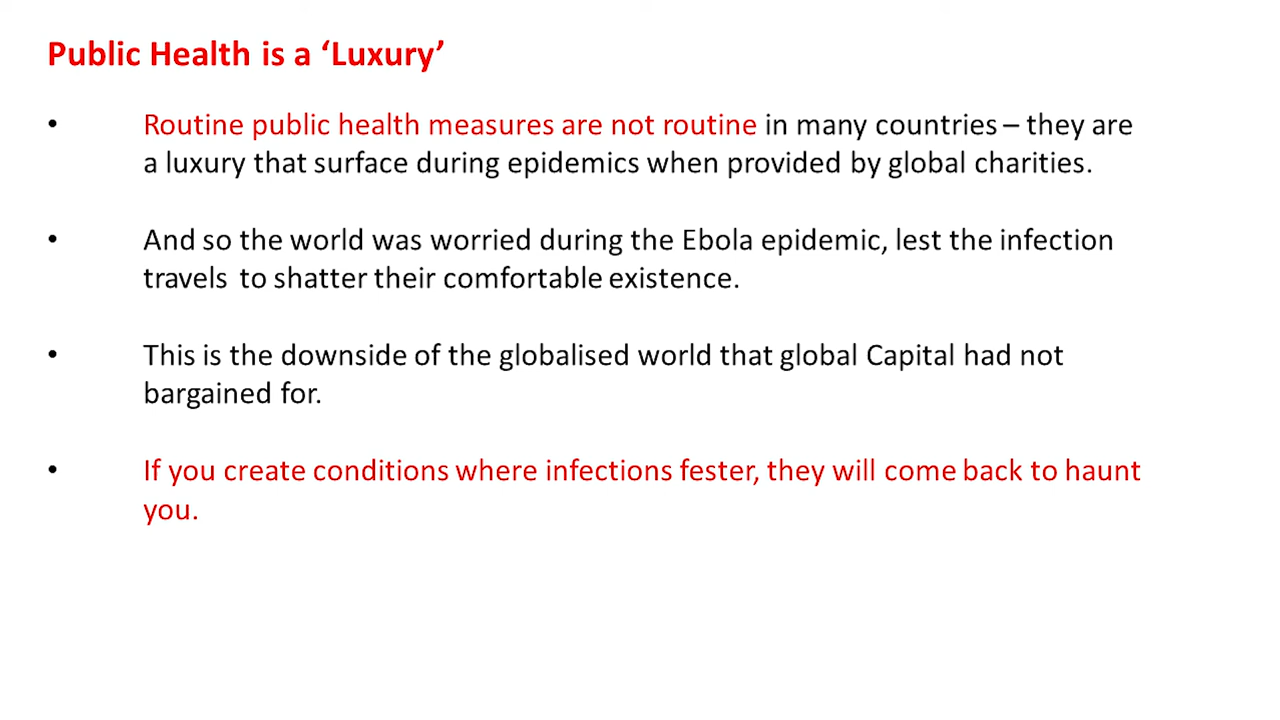 Public Health is a ‘Luxury’
• Routine public health measures are not routine in many countries – they are
a luxury that surface during epidemics when provided by global charities.
• And so the world was worried during the Ebola epidemic, lest the infection
travels to shatter their comfortable existence.
• This is the downside of the globalised world that global Capital had not
bargained for.
• If you create conditions where infections fester, they will come back to haunt
you.